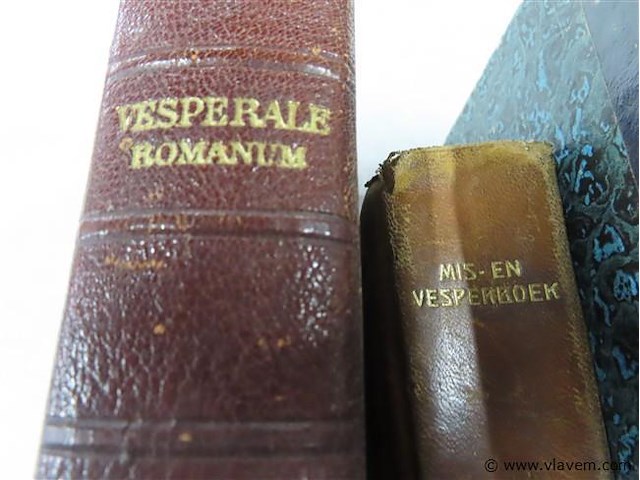 VESPERALE
ROMANUM
MIS-EN
VESPERBOEK
© www.vlavem.com